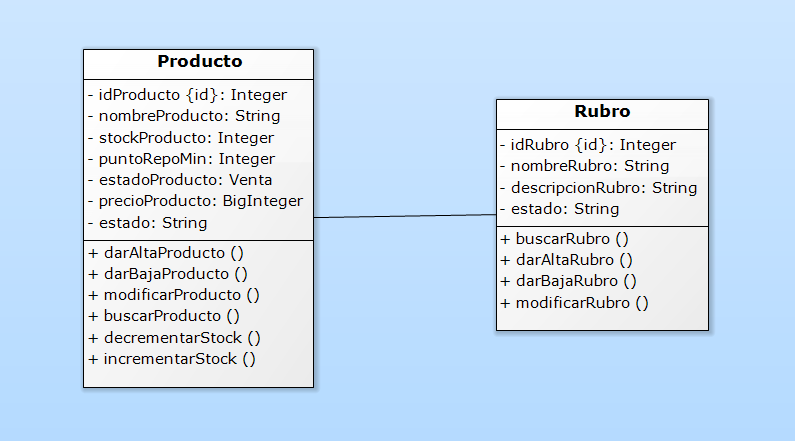 Producto
- idProducto {id}: Integer
- nombreProducto: String
- stockProducto: Integer
- puntoRepoMin: Integer
- estadoProducto: Venta
- precioProducto: BigInteger
- estado: String
+ darAltaProducto ()
+ darBajaProducto ()
+ modificarProducto ()
+ buscarProducto ()
+ decrementarStock ()
+ incrementarStock ()
Rubro
- idRubro {id}: Integer
- nombreRubro: String
- descripcionRubro: String
- estado: String
+ buscarRubro ()
+ darAltaRubro ()
+ darBajaRubro ()
+ modificarRubro ()